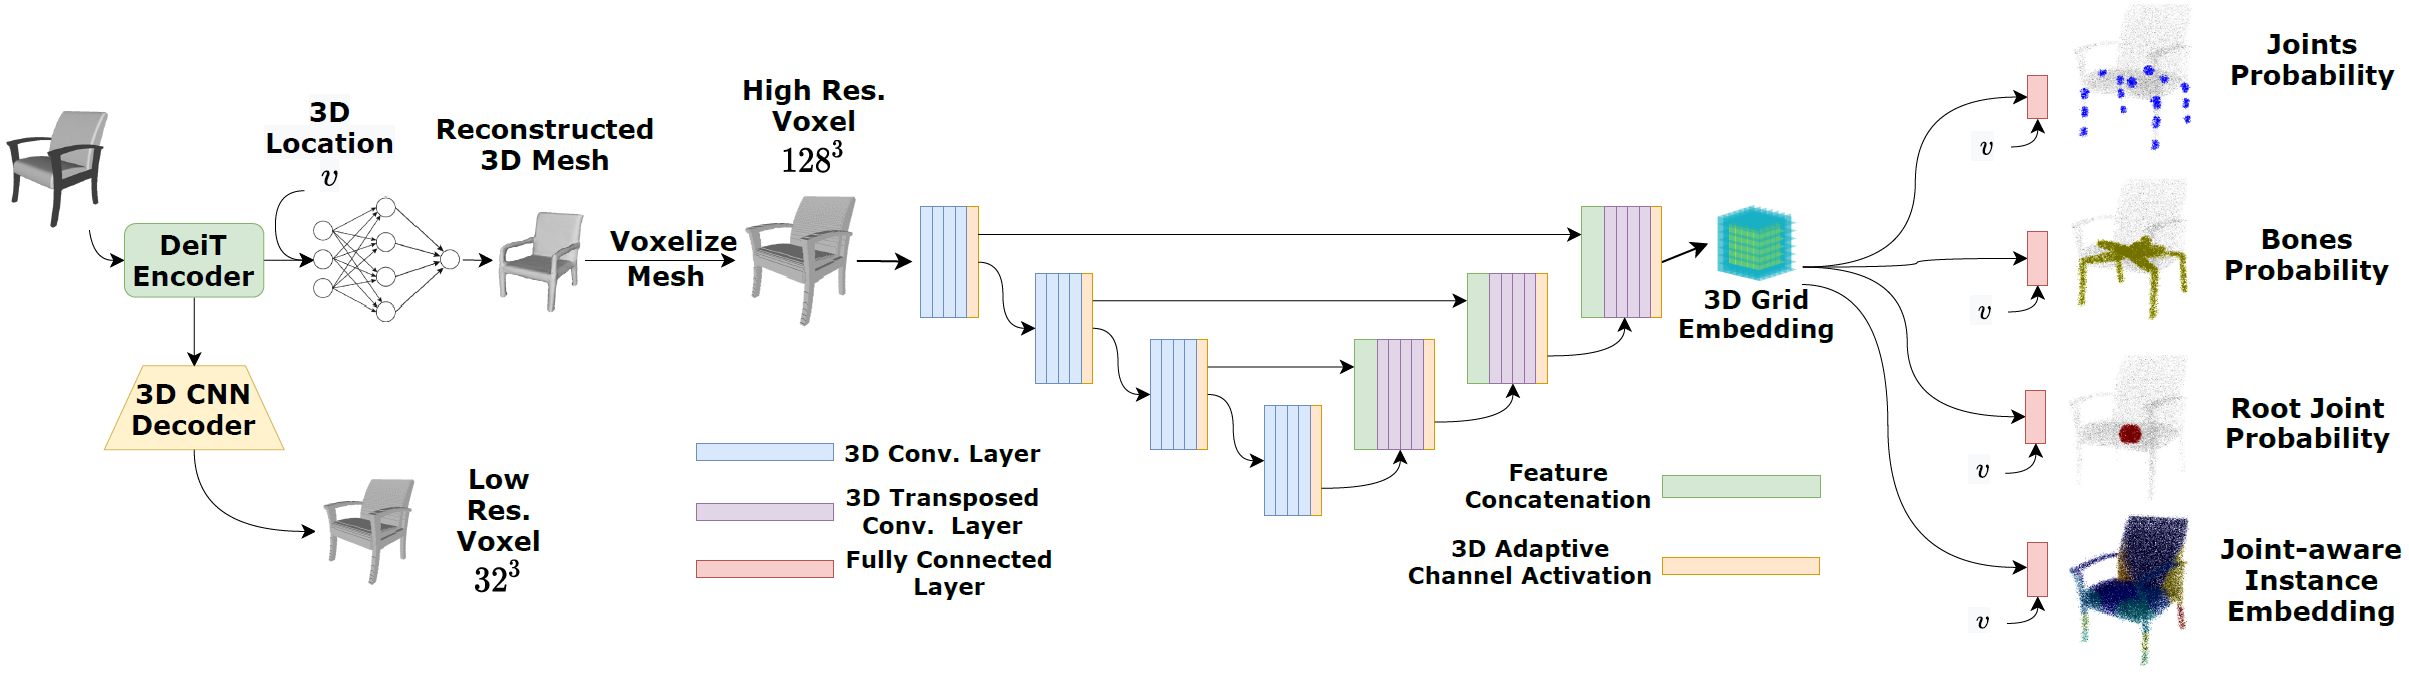 3D
Location
v
DeiT
Encoder
3D CNN
Decoder
Low
Res.
Voxel
32³
Reconstructed
3D Mesh
Voxelize
Mesh
High Res.
Voxel
128³
3D Conv. Layer
3D Transposed
Conv. Layer
Fully Connected
Layer
Feature
Concatenation
3D Adaptive
Channel Activation
3D Grid
Embedding
v
Joints
Probability
v
Bones
Probability
v
Root Joint
Probability
v
Joint-aware
Instance
Embedding